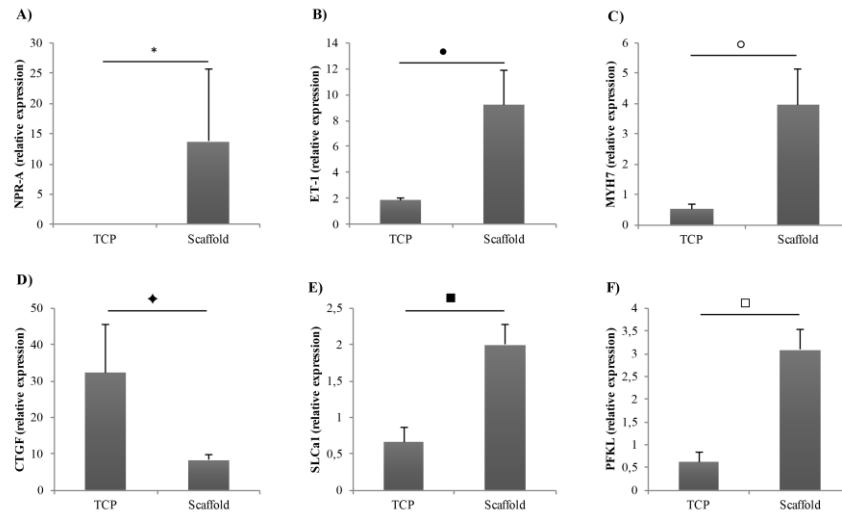 A)
NPR-A (relative expression)
30
25
20
15
10
5
0
*
TCP
Scaffold
B)
ET-1 (relative expression)
14
12
10
8
6
4
2
0
●
TCP
Scaffold
C)
MYH7 (relative expression)
6
5
4
3
2
1
0
○
TCP
Scaffold
D)
CTGF (relative expression)
50
40
30
20
10
0
✦
TCP
Scaffold
E)
SLCa1 (relative expression)
2,5
2
1,5
1
0,5
0
■
TCP
Scaffold
F)
PFKL (relative expression)
4
3,5
3
2,5
2
1,5
1
0,5
0
□
TCP
Scaffold